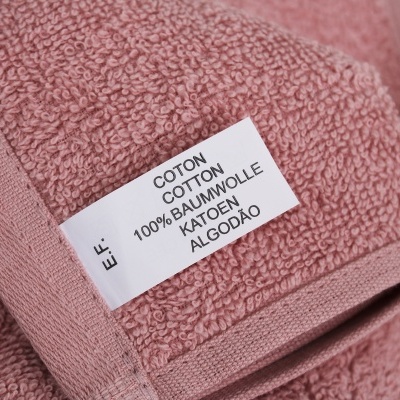 COTON
COTTON
100% BAUMWOLLE
KATOEN
ALGODÃO
E.F.